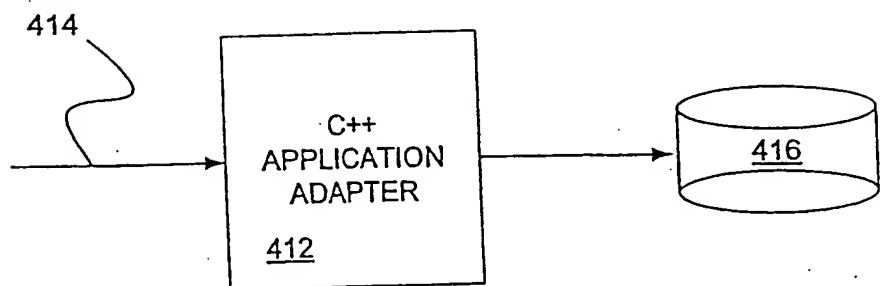 414
C++
APPLICATION
ADAPTER
412
416